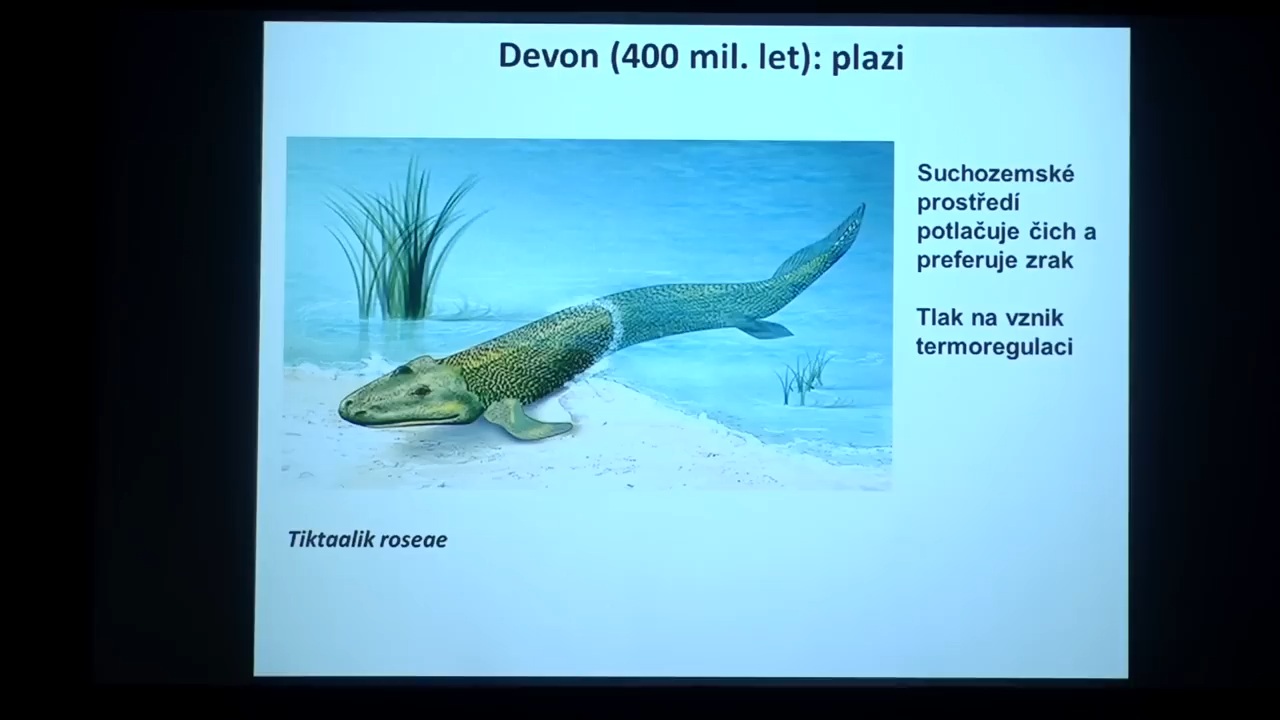 Devon (400 mil. let): plazi
Suchozemské
prostředí
potlačuje čich a
preferuje zrak
Tlak na vznik
termoregulaci
Tiktaalik roseae